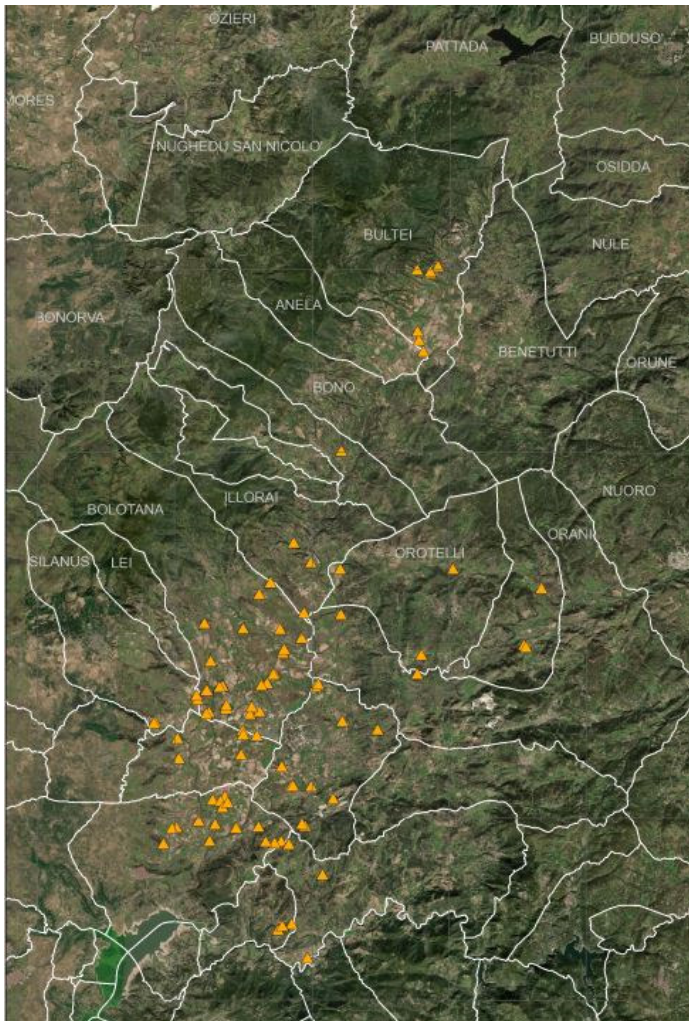 OZIERI
PATTADA
BUDDUSO'
MORES
NUGHEDU SAN NICOLO'
OSIDDA
BULTEI
NULE
ANELA
BONORVA
BENETUTTI
ORUNE
BONO
NUORO
ILLORAI
BOLOTANA
OROTELLI
ORANI
SILANUS
LEI